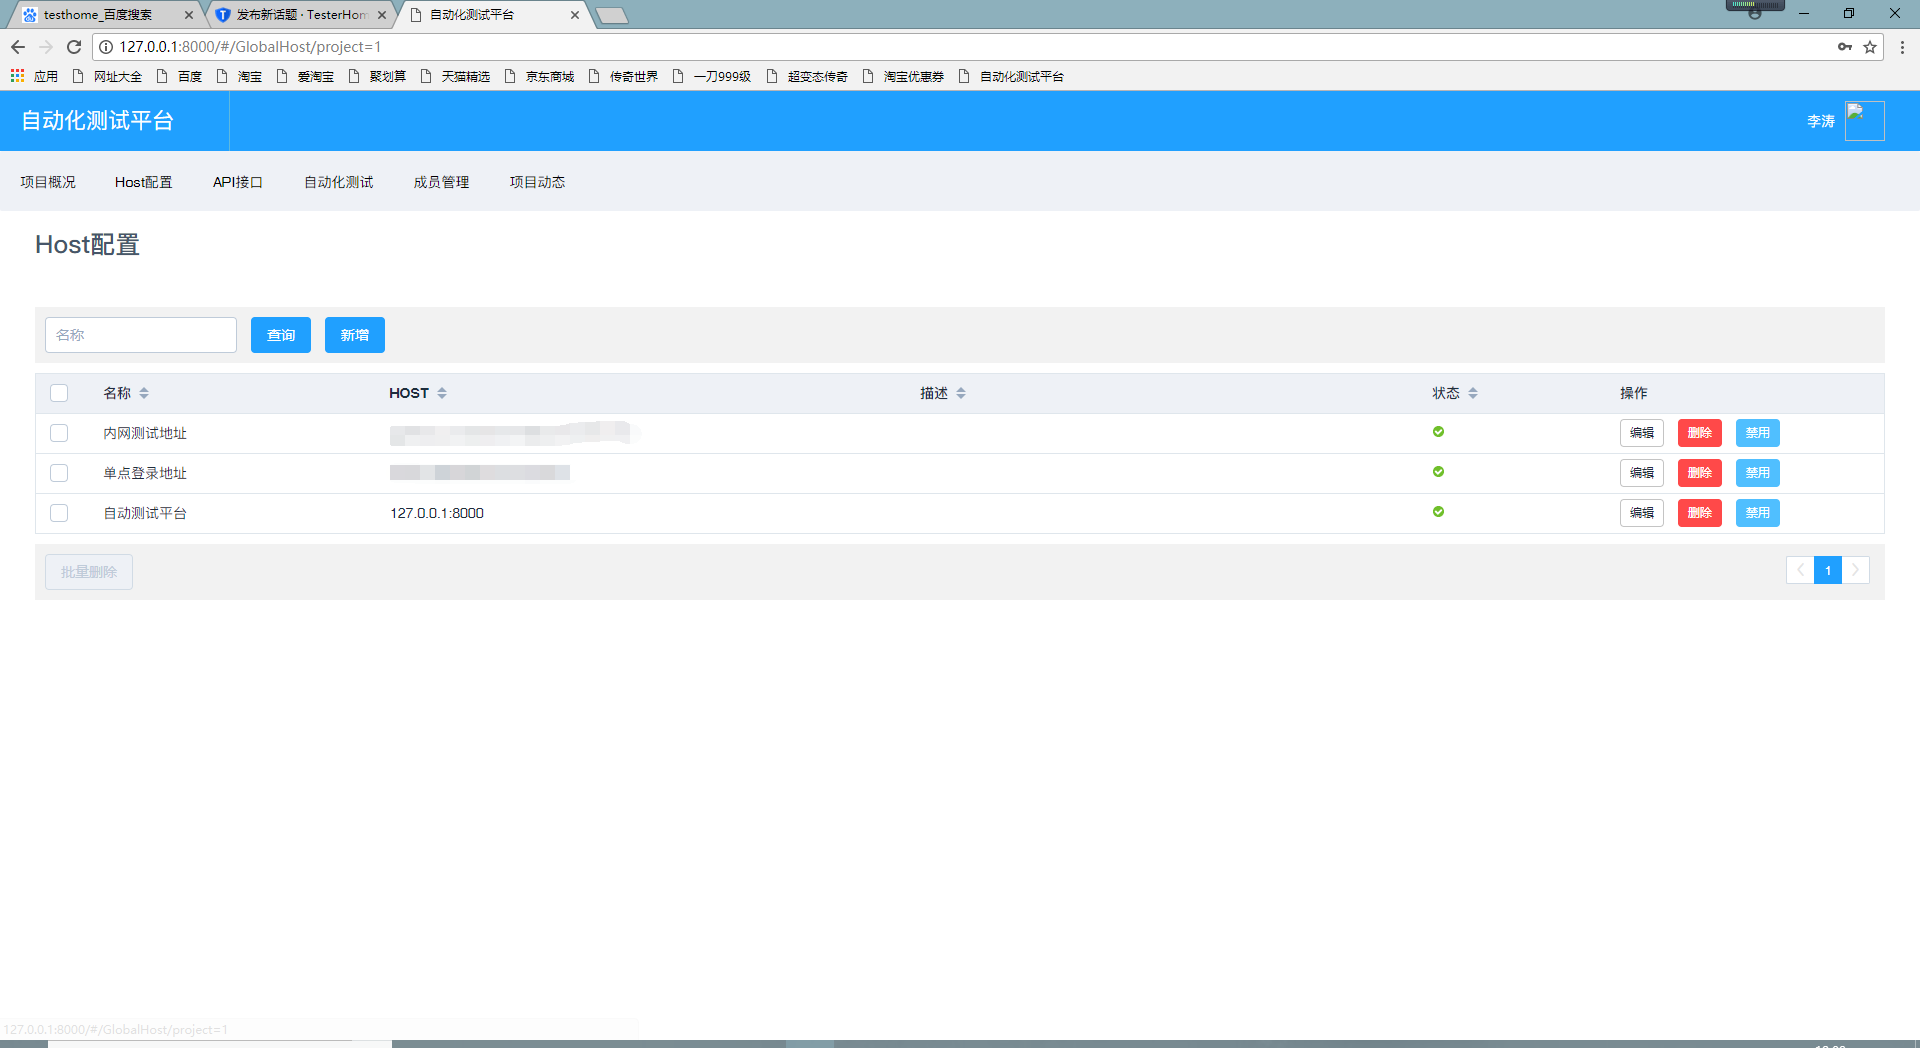 testhome_百度搜索
发布新话题 · TesterHom
自动化测试平台
127.0.0.1:8000/#/GlobalHost/project=1
应用 网址大全 百度 淘宝 爱淘宝 聚划算 天猫精选 京东商城 传奇世界 一刀999级 超变态传奇 淘宝优惠券 自动化测试平台
自动化测试平台 李涛
项目概况 Host配置 API接口 自动化测试 成员管理 项目动态
Host配置
名称 查询 新增
名称 HOST 描述 状态 操作
内网测试地址 编辑 删除 禁用
单点登录地址 编辑 删除 禁用
自动测试平台 127.0.0.1:8000 编辑 删除 禁用
批量删除 1
127.0.0.1:8000/#/GlobalHost/project=1